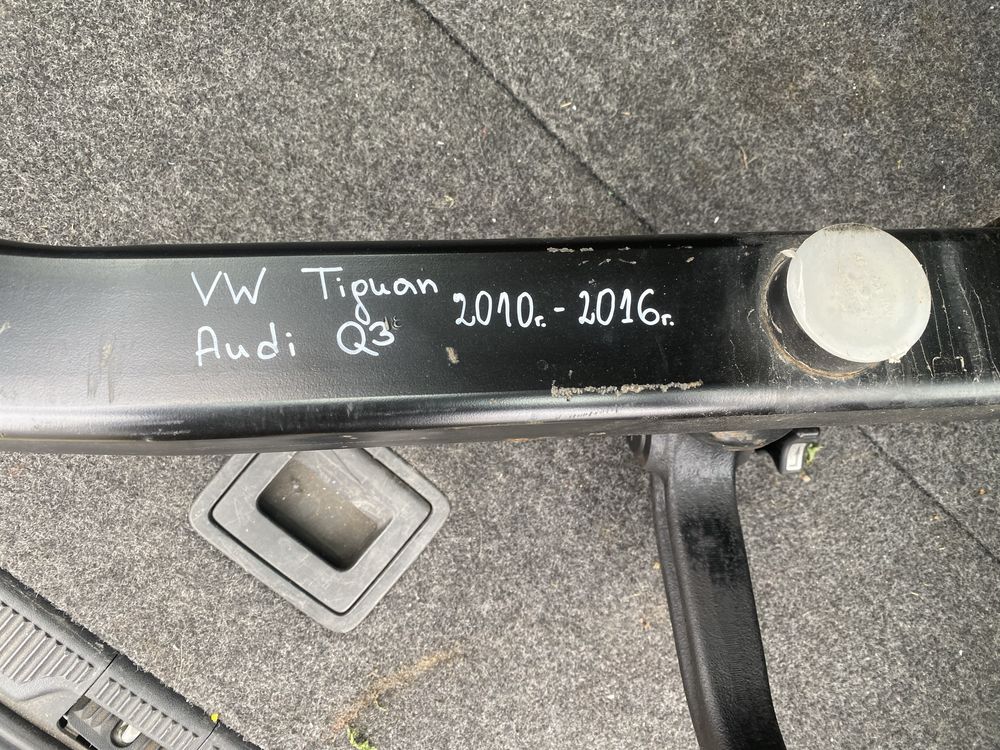 VW Tiguan
Audi Q3
2010г. - 2016г.